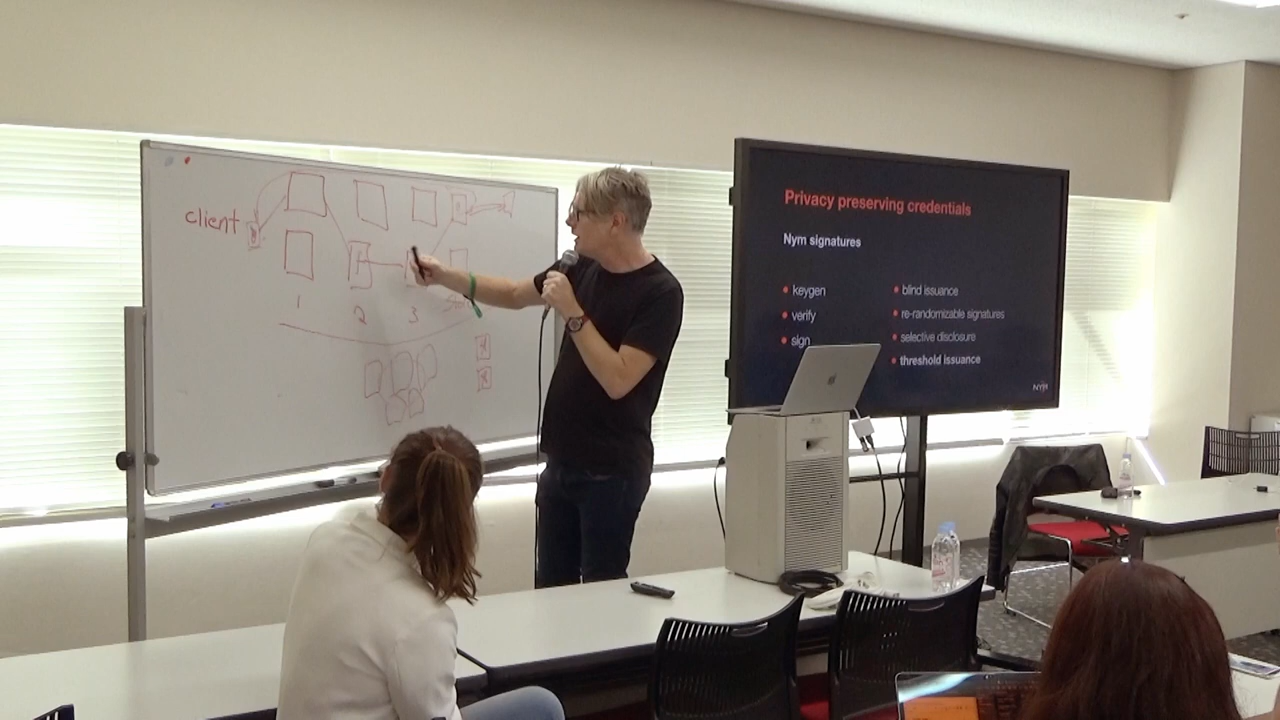 client
1 2 3
Privacy preserving credentials
Nym signatures
keygen
verify
sign
blind issuance
re-randomizable signatures
selective disclosure
threshold issuance
NYM